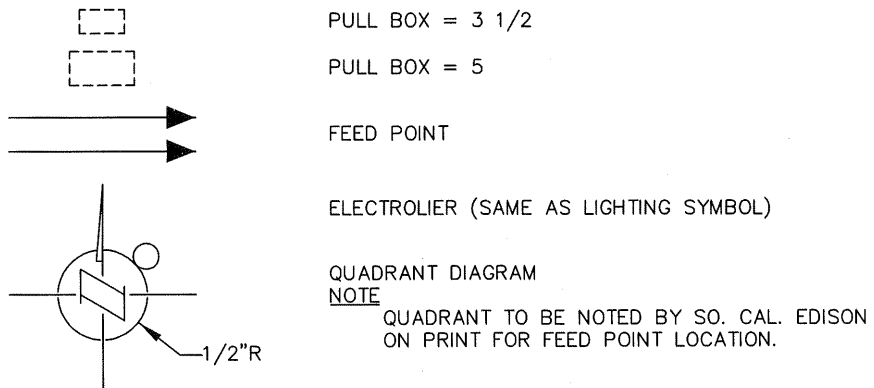 PULL BOX = 3 1/2
PULL BOX = 5
FEED POINT
ELECTROLIER (SAME AS LIGHTING SYMBOL)
QUADRANT DIAGRAM
NOTE
QUADRANT TO BE NOTED BY SO. CAL. EDISON
ON PRINT FOR FEED POINT LOCATION.
1/2"R